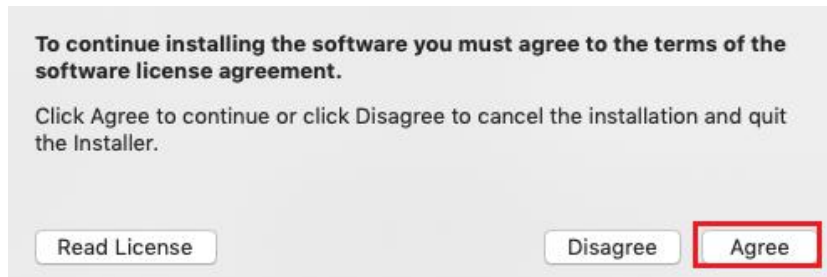 To continue installing the software you must agree to the terms of the
software license agreement.
Click Agree to continue or click Disagree to cancel the installation and quit
the Installer.
Read License
Disagree
Agree